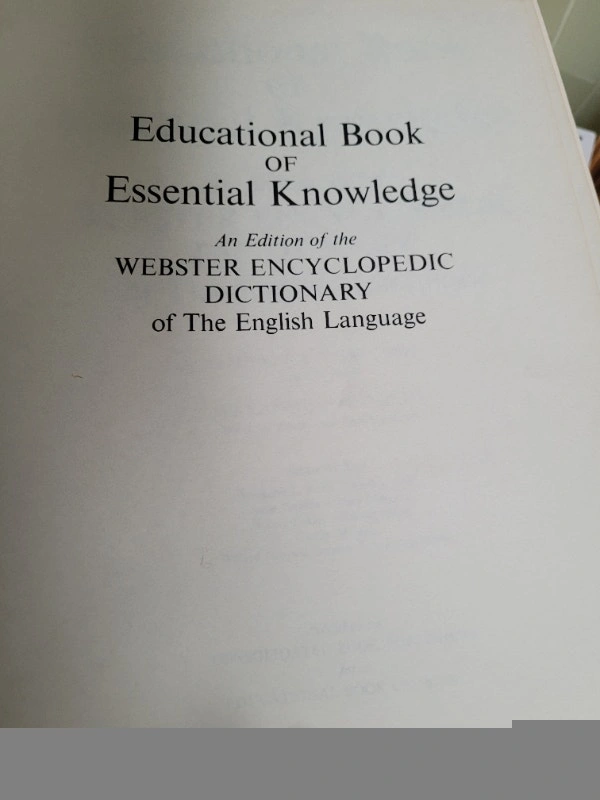 Educational Book
OF
Essential Knowledge
An Edition of the
WEBSTER ENCYCLOPEDIC
DICTIONARY
of The English Language